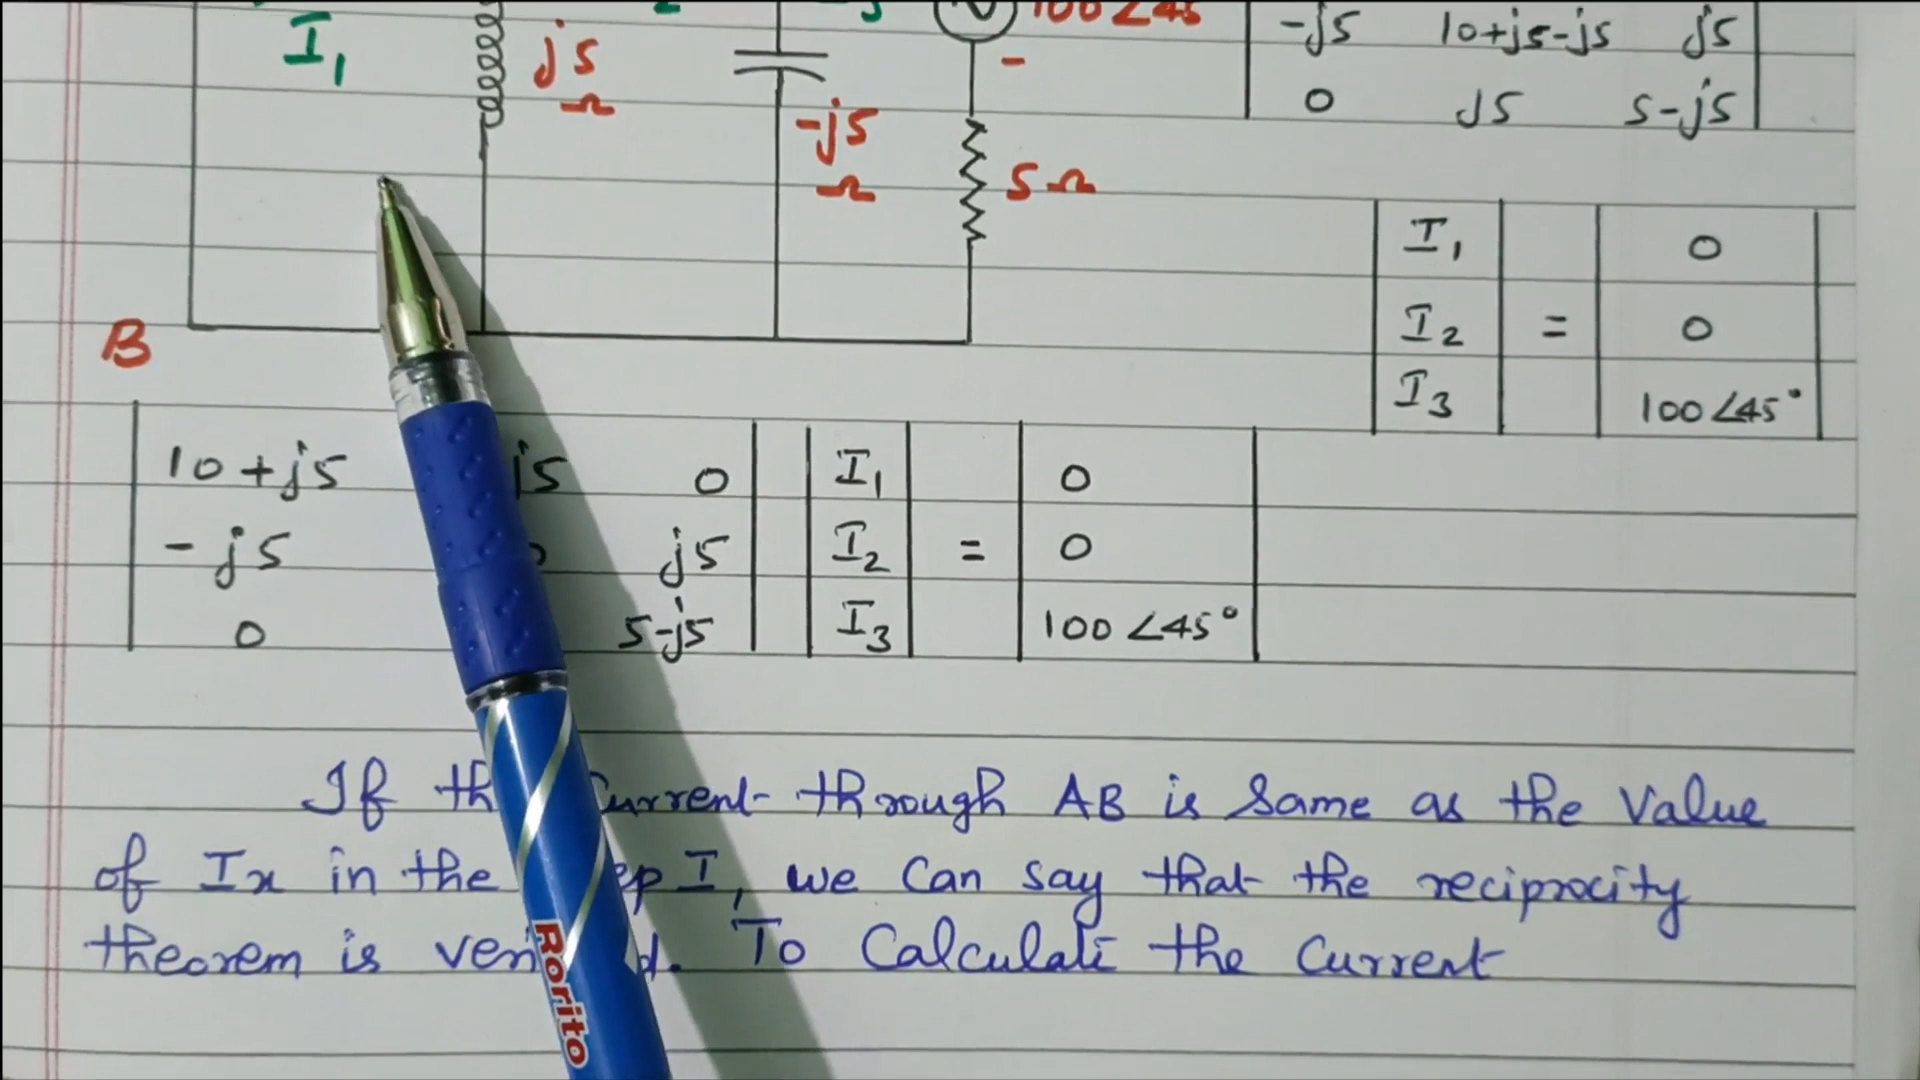 100∠45
-j5 10+j5-j5 j5
I1 j5 Ω
-
0 j5 5-j5
-j5 Ω
5Ω
I1 0
I2 = 0
I3 100∠45°
B
10+j5 j5 0 I1 0
-j5 j5 I2 = 0
0 5-j5 I3 100∠45°
If Current through AB is same as the value
of Ix in the I, we can say that the reciprocity
theorem is To Calculate the Current
Rorito